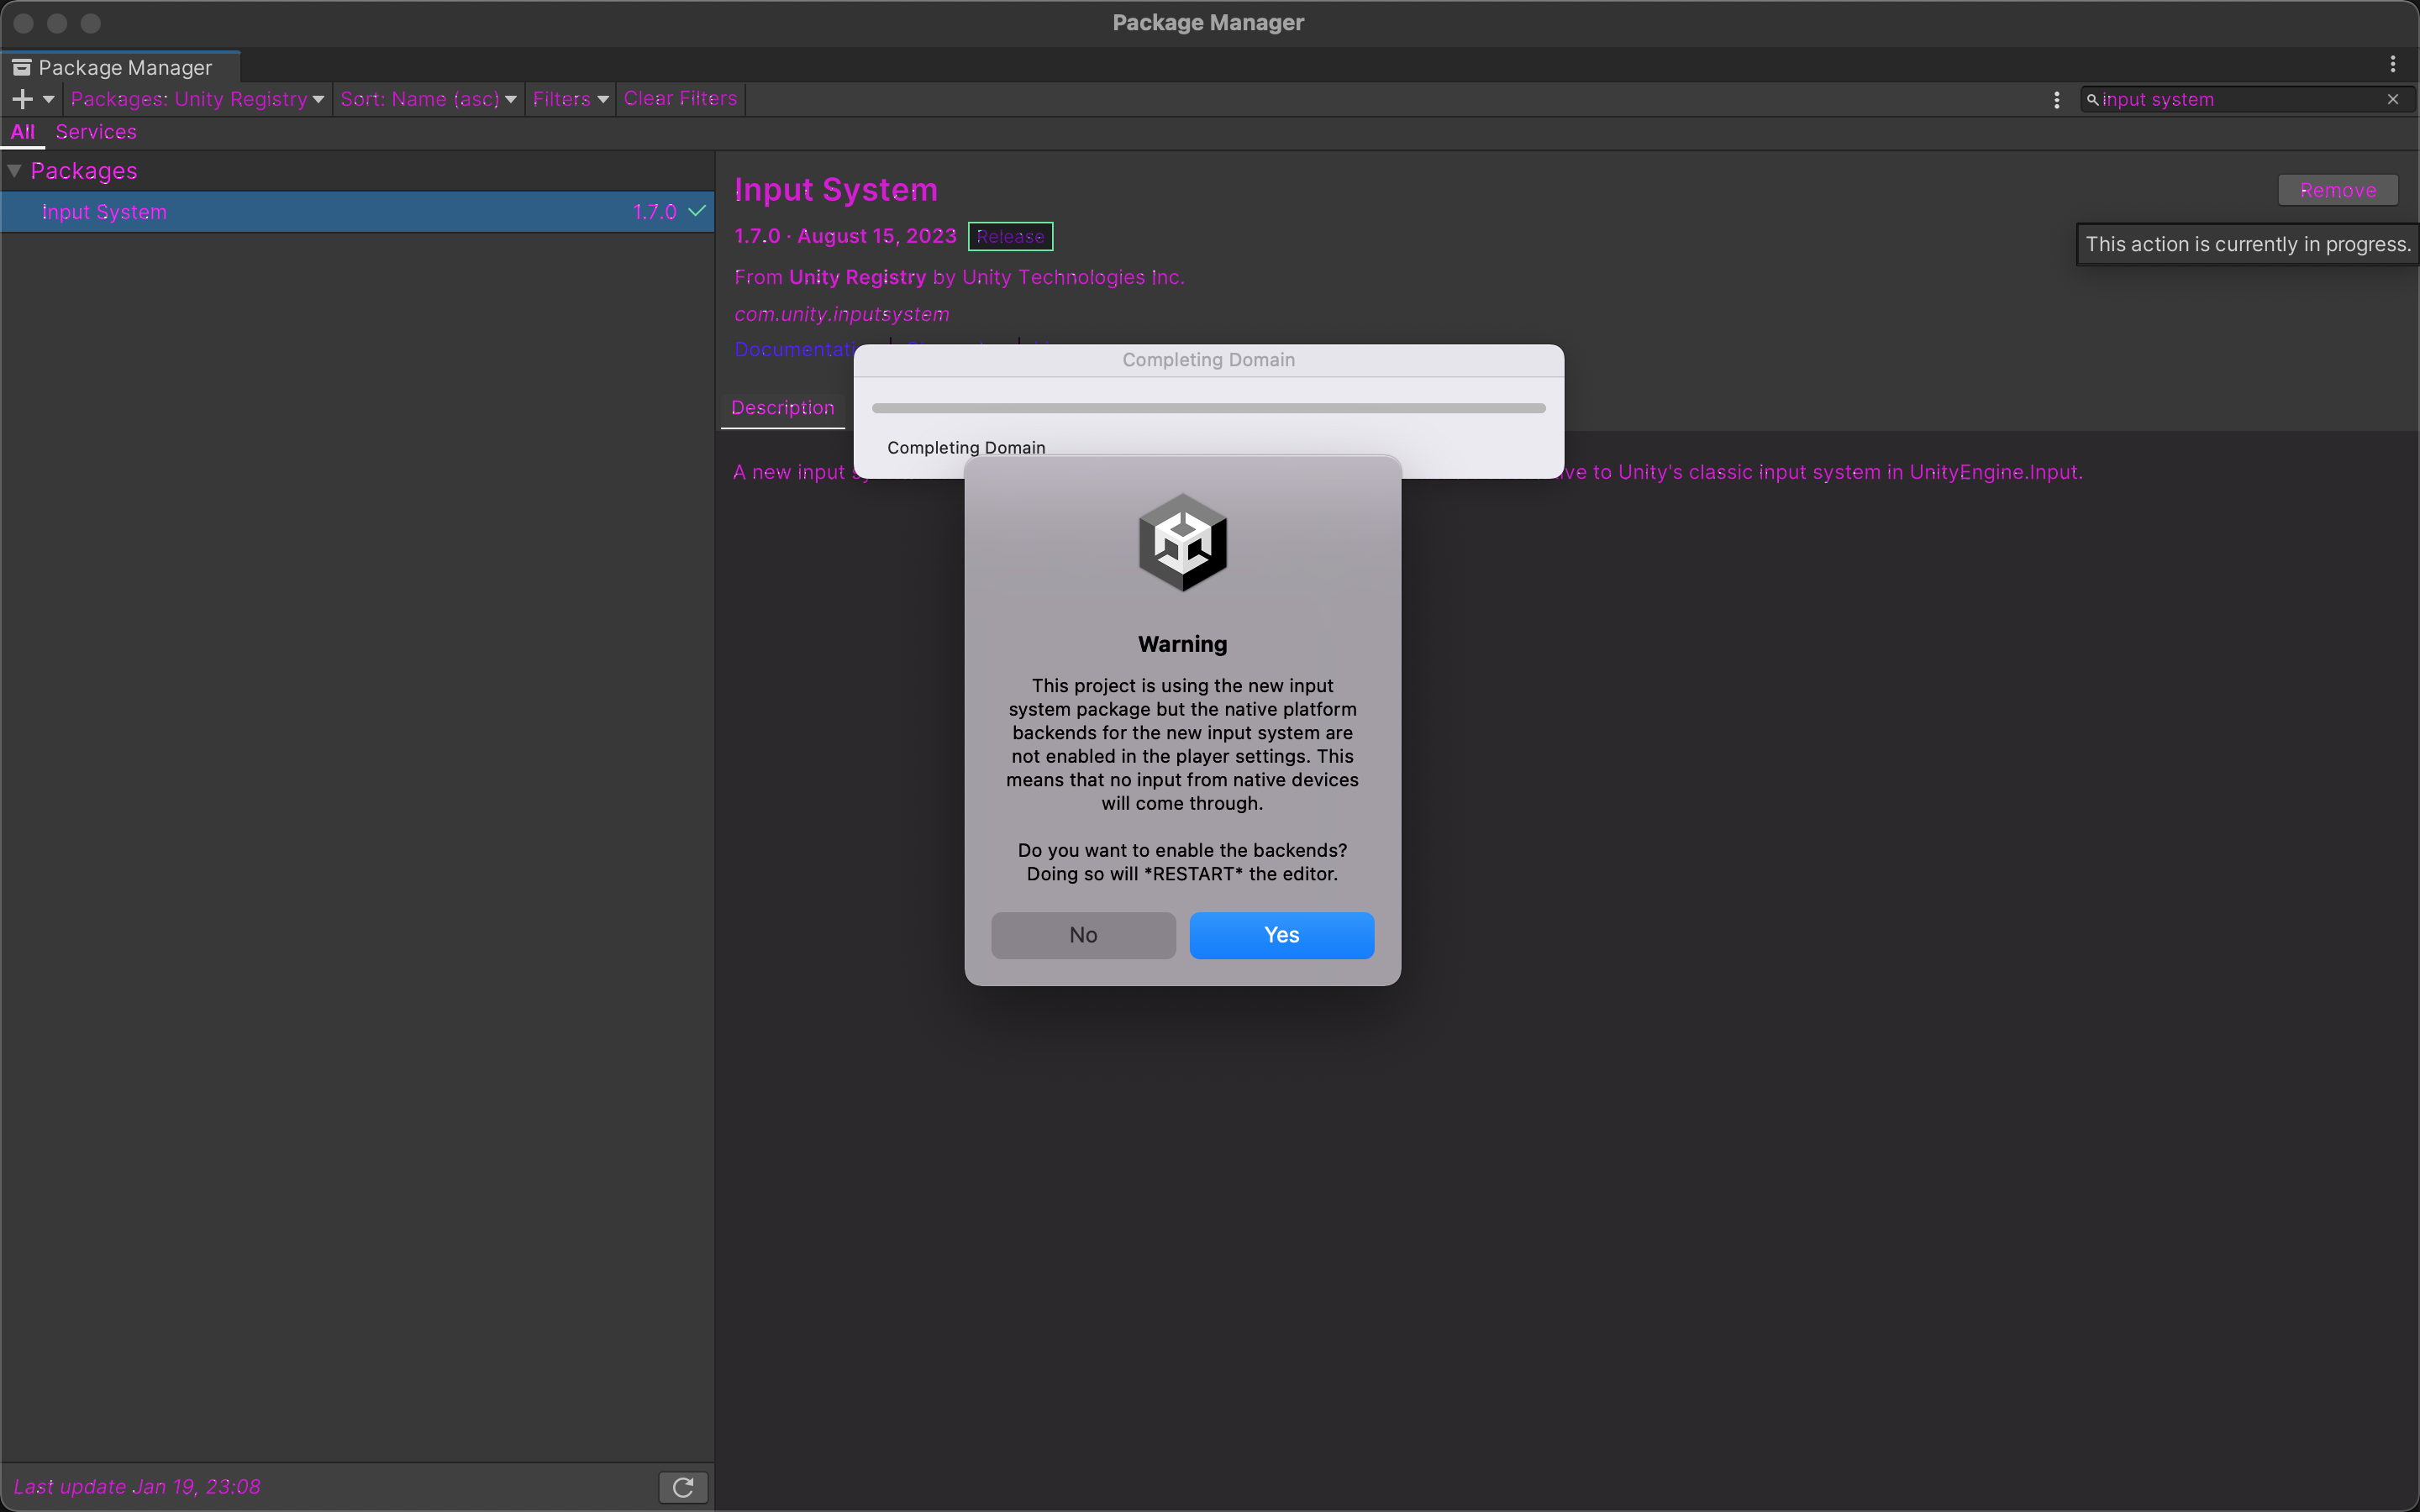 Package Manager
Package Manager
Packages: Unity Registry
Sort: Name (asc)
Filters
Clear Filters
input system
All
Services
Packages
Input System 1.7.0
Input System
Remove
1.7.0 · August 15, 2023
Release
This action is currently in progress.
From Unity Registry by Unity Technologies Inc.
com.unity.inputsystem
Completing Domain
Description
Completing Domain
A new input
ve to Unity's classic input system in UnityEngine.Input.
Warning
This project is using the new input
system package but the native platform
backends for the new input system are
not enabled in the player settings. This
means that no input from native devices
will come through.
Do you want to enable the backends?
Doing so will *RESTART* the editor.
No
Yes
Last update Jan 19, 23:08